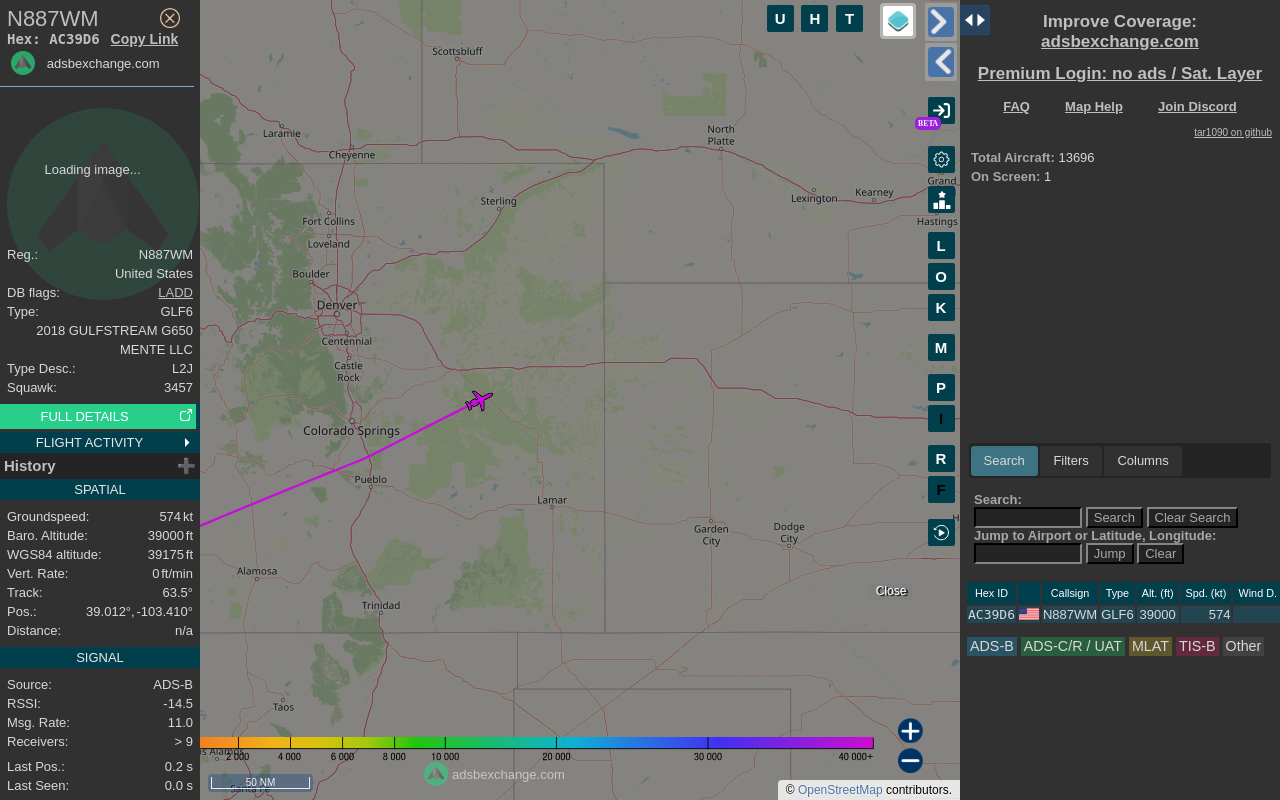 N887WM
Hex: AC39D6 Copy Link
adsbexchange.com
Loading image...
Reg.: N887WM
United States
DB flags: LADD
Type: GLF6
2018 GULFSTREAM G650
MENTE LLC
Type Desc.: L2J
Squawk: 3457
FULL DETAILS
FLIGHT ACTIVITY
History
SPATIAL
Groundspeed: 574 kt
Baro. Altitude: 39000 ft
WGS84 altitude: 39175 ft
Vert. Rate: 0 ft/min
Track: 63.5°
Pos.: 39.012°, -103.410°
Distance: n/a
SIGNAL
Source: ADS-B
RSSI: -14.5
Msg. Rate: 11.0
Receivers: > 9
Last Pos.: 0.2 s
Last Seen: 0.0 s
U H T
Scottsbluff
Laramie
Cheyenne
North
Platte
BETA
Grand
Sterling
Lexington
Kearney
Hastings
Fort Collins
Loveland
L
Boulder
O
Denver
K
Centennial
M
Castle
Rock
P
I
Colorado Springs
R
Pueblo
F
Lamar
Garden
City
Dodge
City
H
Alamosa
Close
Trinidad
Taos
os Alamos
Santa Fe
2 000 4 000 6 000 8 000 10 000 20 000 30 000 40 000+
50 NM
adsbexchange.com
© OpenStreetMap contributors.
Improve Coverage:
adsbexchange.com
Premium Login: no ads / Sat. Layer
FAQ Map Help Join Discord
tar1090 on github
Total Aircraft: 13696
On Screen: 1
Search Filters Columns
Search:
Search Clear Search
Jump to Airport or Latitude, Longitude:
Jump Clear
Hex ID Callsign Type Alt. (ft) Spd. (kt) Wind D.
AC39D6 N887WM GLF6 39000 574
ADS-B ADS-C/R / UAT MLAT TIS-B Other